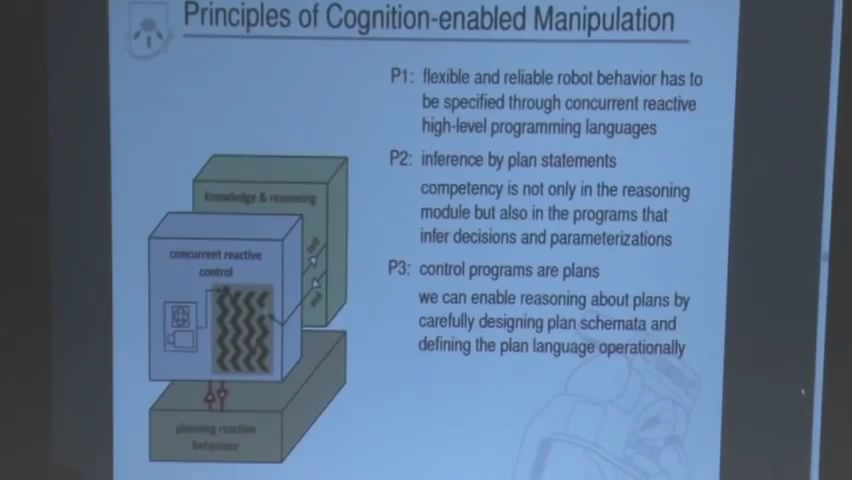 Principles of Cognition-enabled Manipulation
P1: flexible and reliable robot behavior has to
be specified through concurrent reactive
high-level programming languages
P2: inference by plan statements
competency is not only in the reasoning
module but also in the programs that
infer decisions and parameterizations
P3: control programs are plans
we can enable reasoning about plans by
carefully designing plan schemata and
defining the plan language operationally
knowledge & reasoning
concurrent reactive
control
tell
ask
planning reactive
behaviour